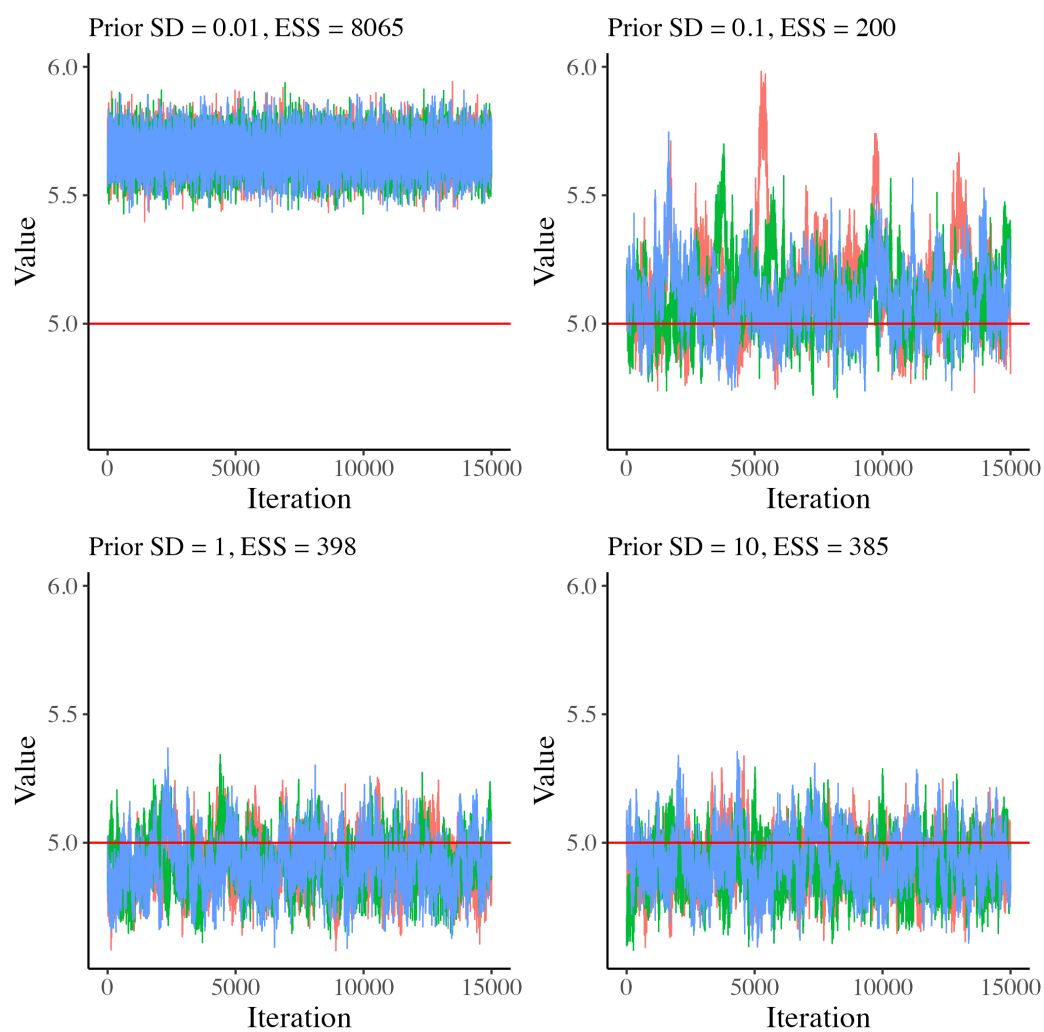 Prior SD = 0.01, ESS = 8065
6.0
5.5
5.0
Value
0 5000 10000 15000
Iteration
Prior SD = 0.1, ESS = 200
6.0
5.5
5.0
Value
0 5000 10000 15000
Iteration
Prior SD = 1, ESS = 398
6.0
5.5
5.0
Value
0 5000 10000 15000
Iteration
Prior SD = 10, ESS = 385
6.0
5.5
5.0
Value
0 5000 10000 15000
Iteration